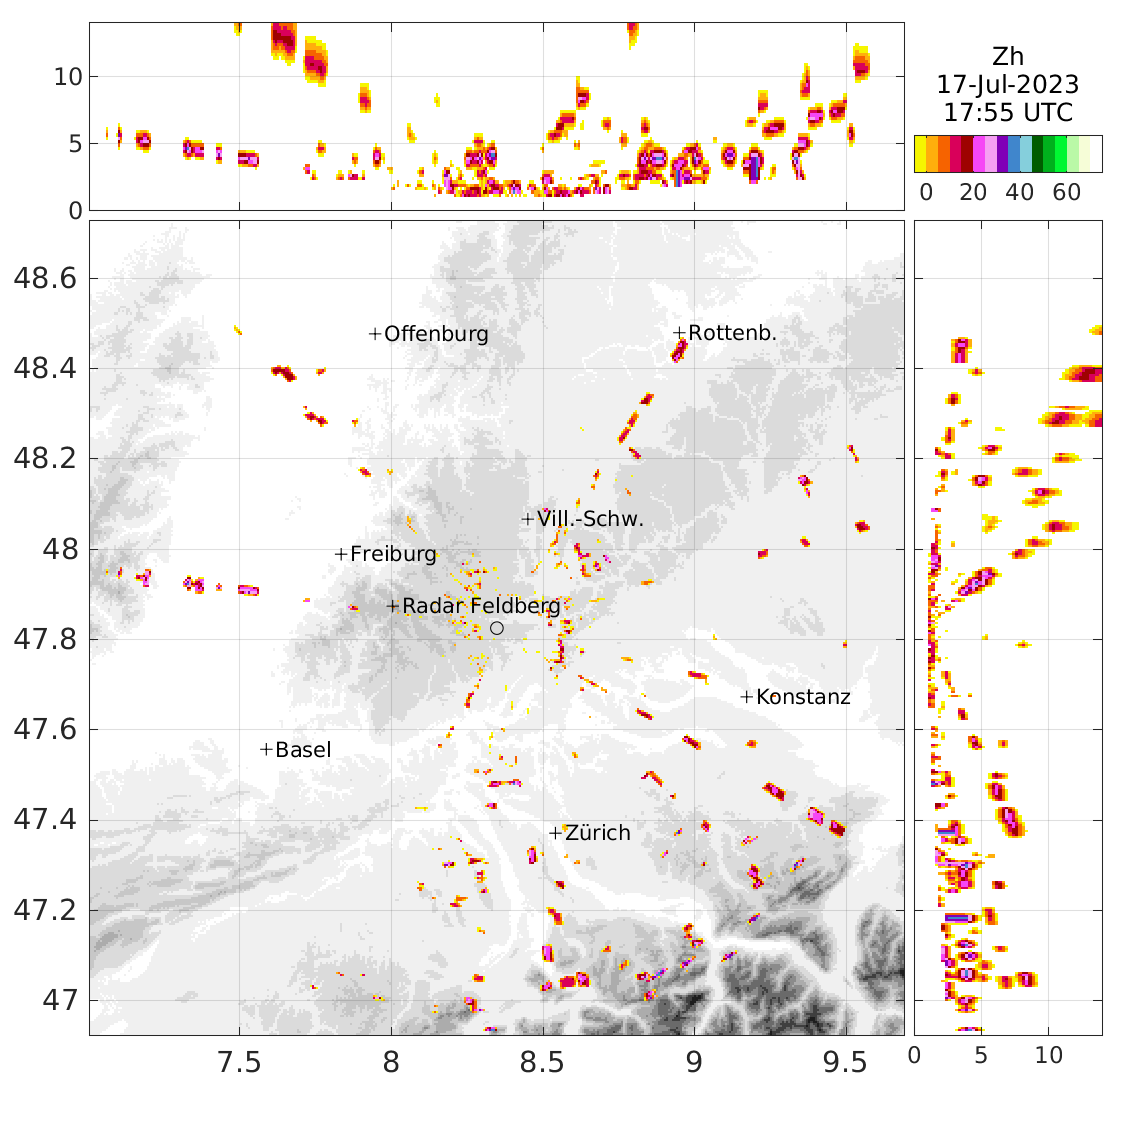 10
5
0
Zh
17-Jul-2023
17:55 UTC
0 20 40 60
48.6
48.4
48.2
48
47.8
47.6
47.4
47.2
47
Offenburg
Rottenb.
Vill.-Schw.
Freiburg
Radar Feldberg
Konstanz
Basel
Zürich
7.5 8 8.5 9 9.5
0 5 10